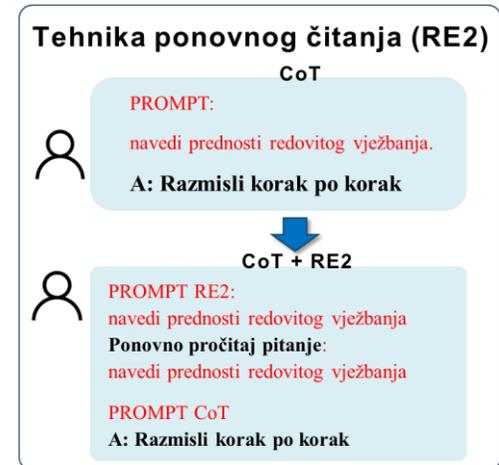 Tehnika ponovnog čitanja (RE2)
CoT
PROMPT:
navedi prednosti redovitog vježbanja.
A: Razmisli korak po korak
CoT + RE2
PROMPT RE2:
navedi prednosti redovitog vježbanja
Ponovno pročitaj pitanje:
navedi prednosti redovitog vježbanja
PROMPT CoT
A: Razmisli korak po korak